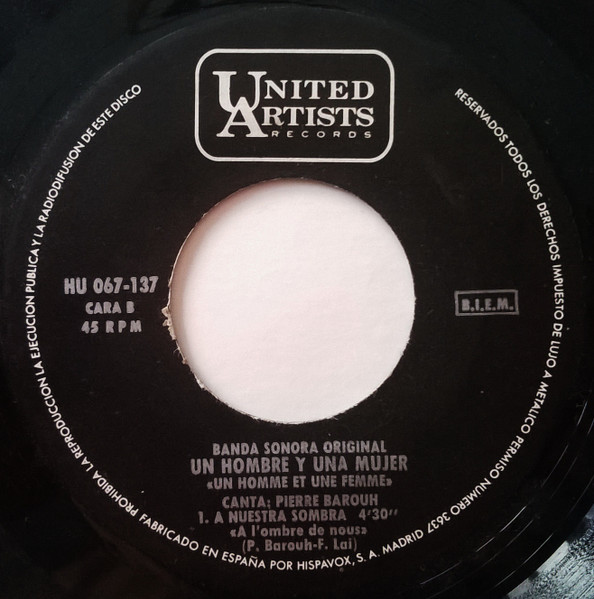 UNITED
ARTISTS
RECORDS
RESERVADOS TODOS LOS DERECHOS IMPUESTO DE LUJO A METALICO PERMISO NUMERO 3637
PROHIBIDA LA REPRODUCCION, LA EJECUCION PUBLICA Y LA RADIODIFUSION DE ESTE DISCO
HU 067-137
CARA B
45 RPM
B.I.E.M.
BANDA SONORA ORIGINAL
UN HOMBRE Y UNA MUJER
«UN HOMME ET UNE FEMME»
CANTA: PIERRE BAROUH
1. A NUESTRA SOMBRA 4'30''
«A l'ombre de nous»
(P. Barouh-F. Lai)
FABRICADO EN ESPAÑA POR HISPAVOX, S. A. MADRID